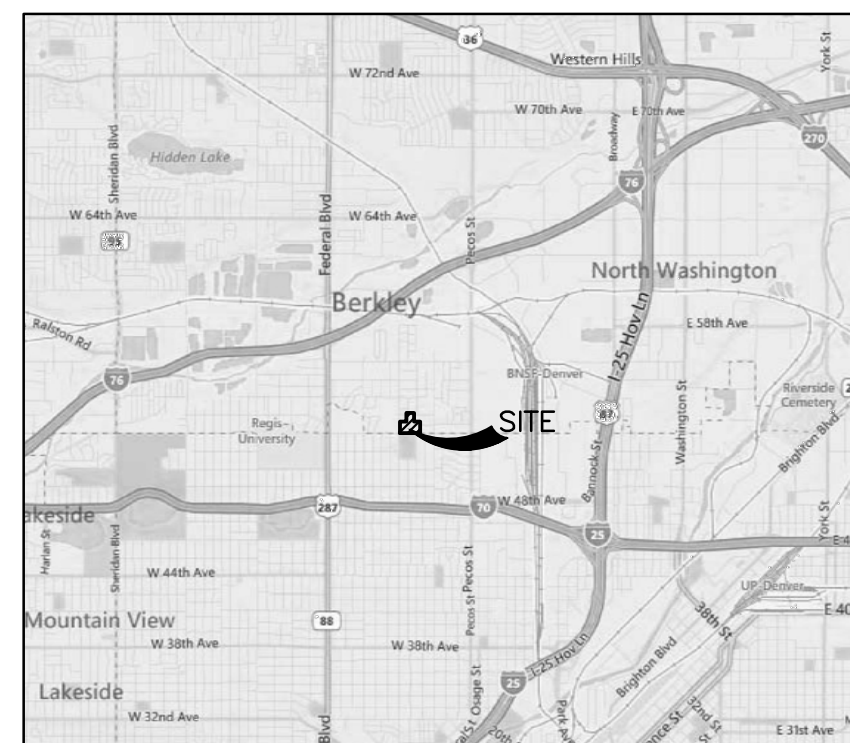 36
Western Hills
York St
W 72nd Ave
W 70th Ave
E 70th Ave
Sheridan Blvd
Broadway
270
Hidden Lake
76
W 64th Ave
W 64th Ave
Federal Blvd
Pecos St
95
North Washington
Berkley
I-25 Hov Ln
E 58th Ave
Ralston Rd
BNSF-Denver
76
Riverside
Cemetery
2
Regis
University
SITE
87
Washington St
Brighton Blvd
Bannock St
W 48th Ave
287
70
akeside
25
York St
Harlan St
Sheridan Blvd
E 4
W 44th Ave
Pecos St
UP-Denver
E 40
Mountain View
88
Pecos St
38th St
W 38th Ave
W 38th Ave
I-25 Hov Ln
Brighton Blvd
Lakeside
25
Osage St
W 32nd Ave
Blvd
Park Av
32nd St
20th
E 31st Ave